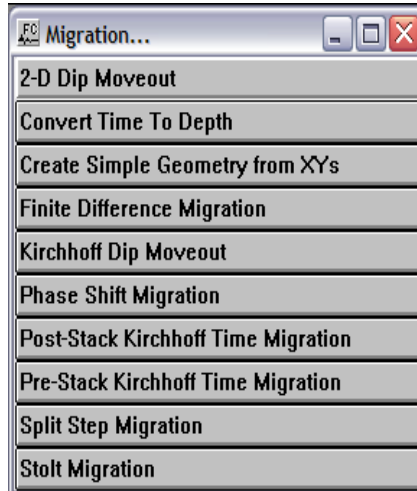 FC
Migration...
2-D Dip Moveout
Convert Time To Depth
Create Simple Geometry from XYs
Finite Difference Migration
Kirchhoff Dip Moveout
Phase Shift Migration
Post-Stack Kirchhoff Time Migration
Pre-Stack Kirchhoff Time Migration
Split Step Migration
Stolt Migration